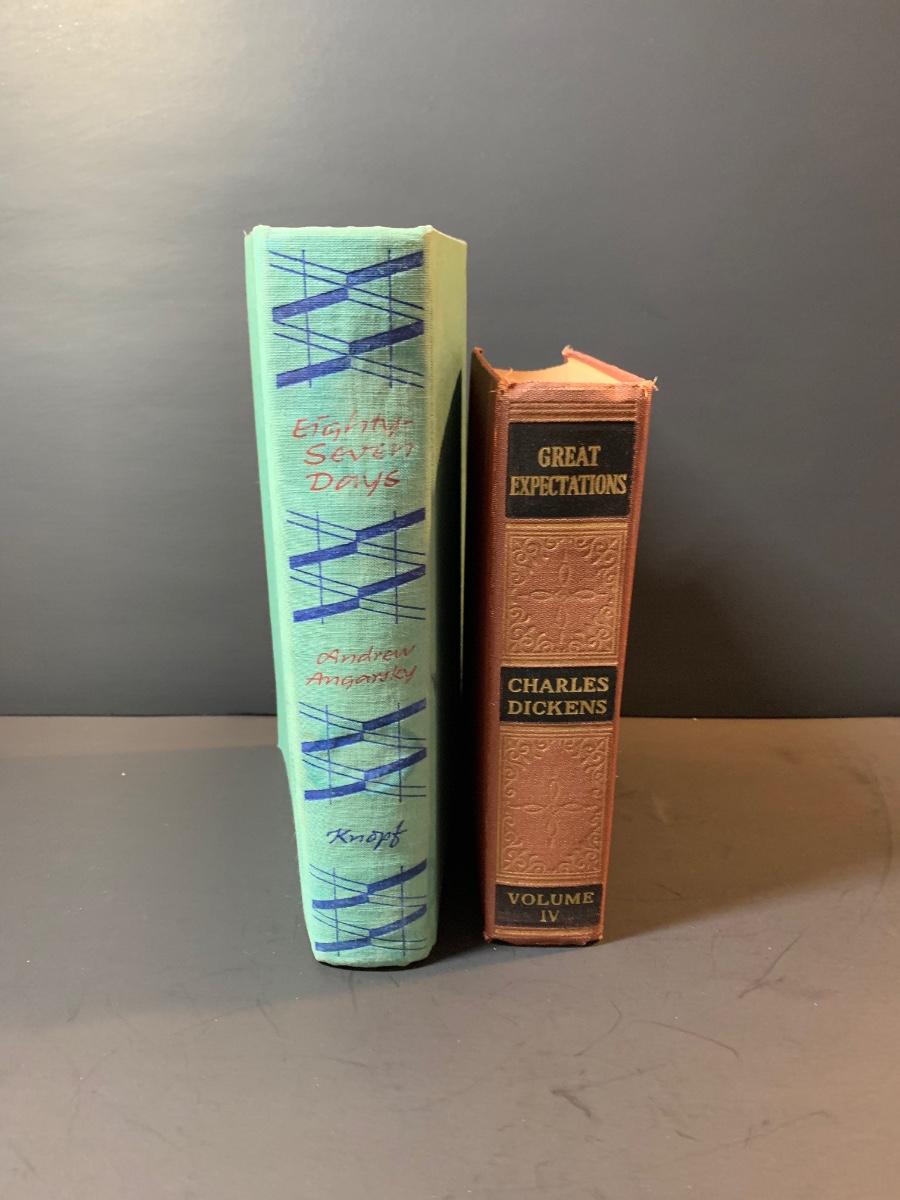 Eighty-
Seven
Days
Andrew
Angarsky
Knopf
GREAT
EXPECTATIONS
CHARLES
DICKENS
VOLUME
IV